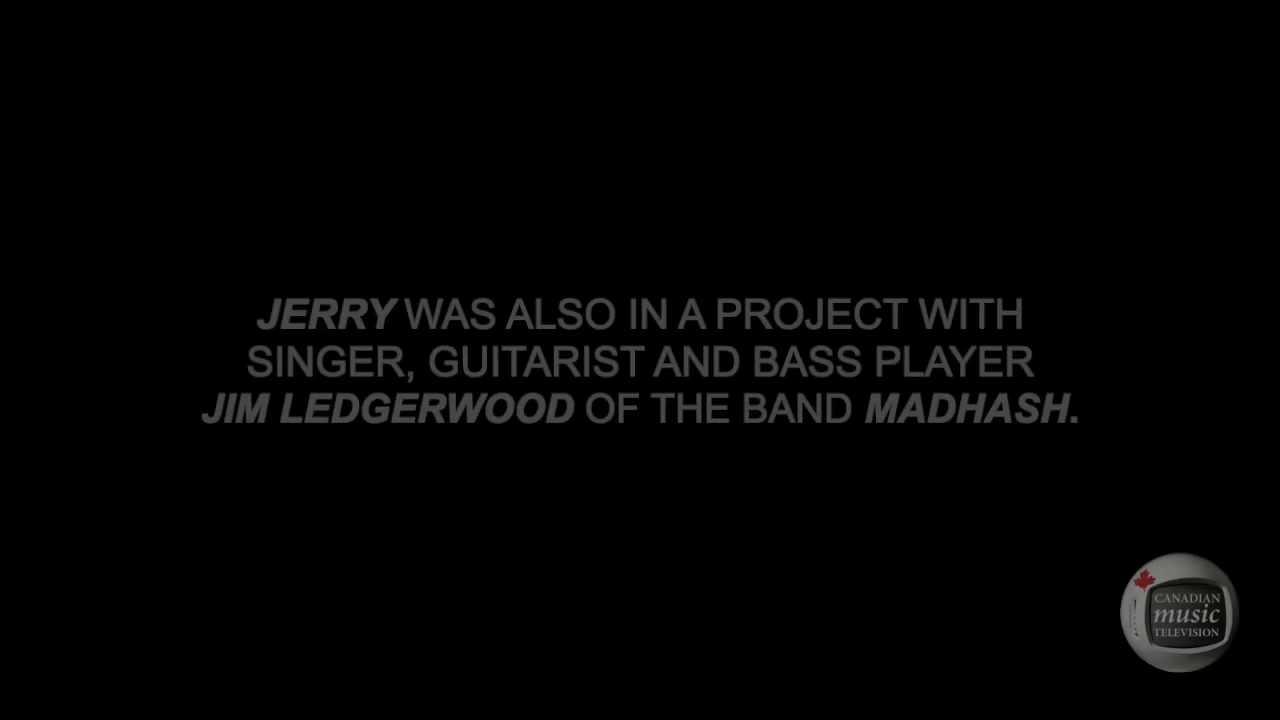 JERRY WAS ALSO IN A PROJECT WITH
SINGER, GUITARIST AND BASS PLAYER
JIM LEDGERWOOD OF THE BAND MADHASH.
CANADIAN
music
TELEVISION